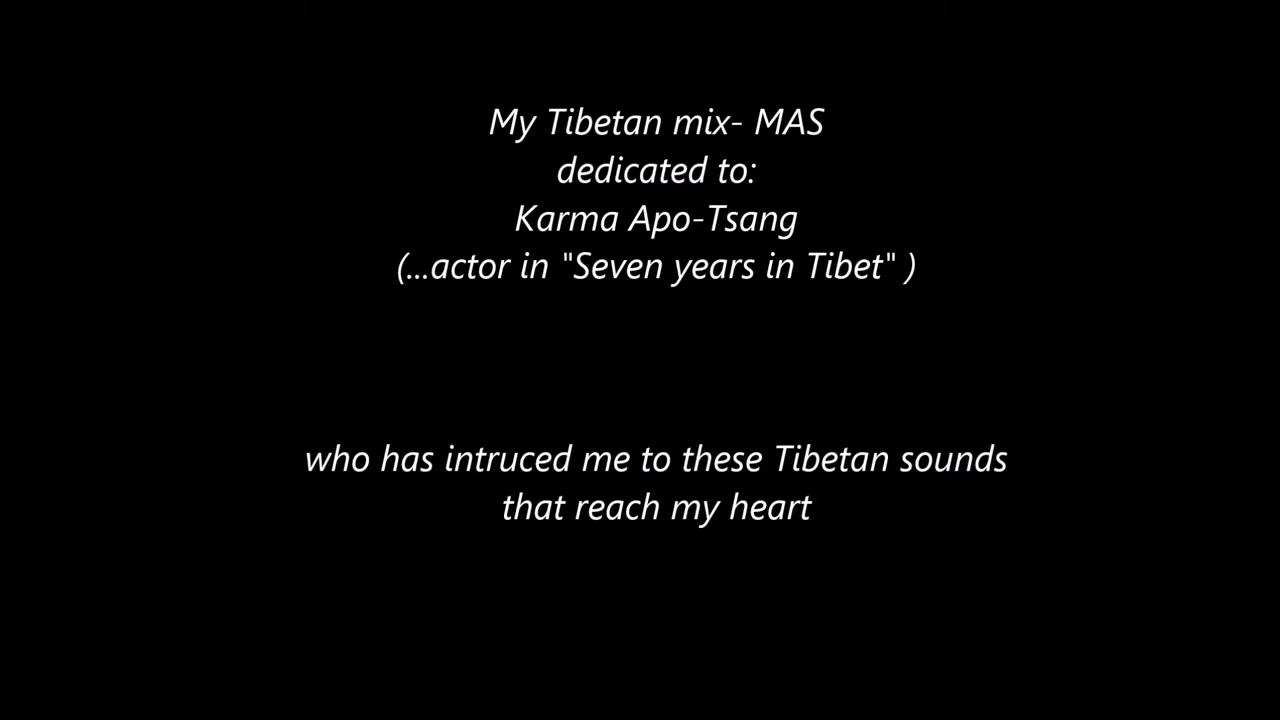 My Tibetan mix- MAS
dedicated to:
Karma Apo-Tsang
(...actor in "Seven years in Tibet" )
who has intruced me to these Tibetan sounds
that reach my heart